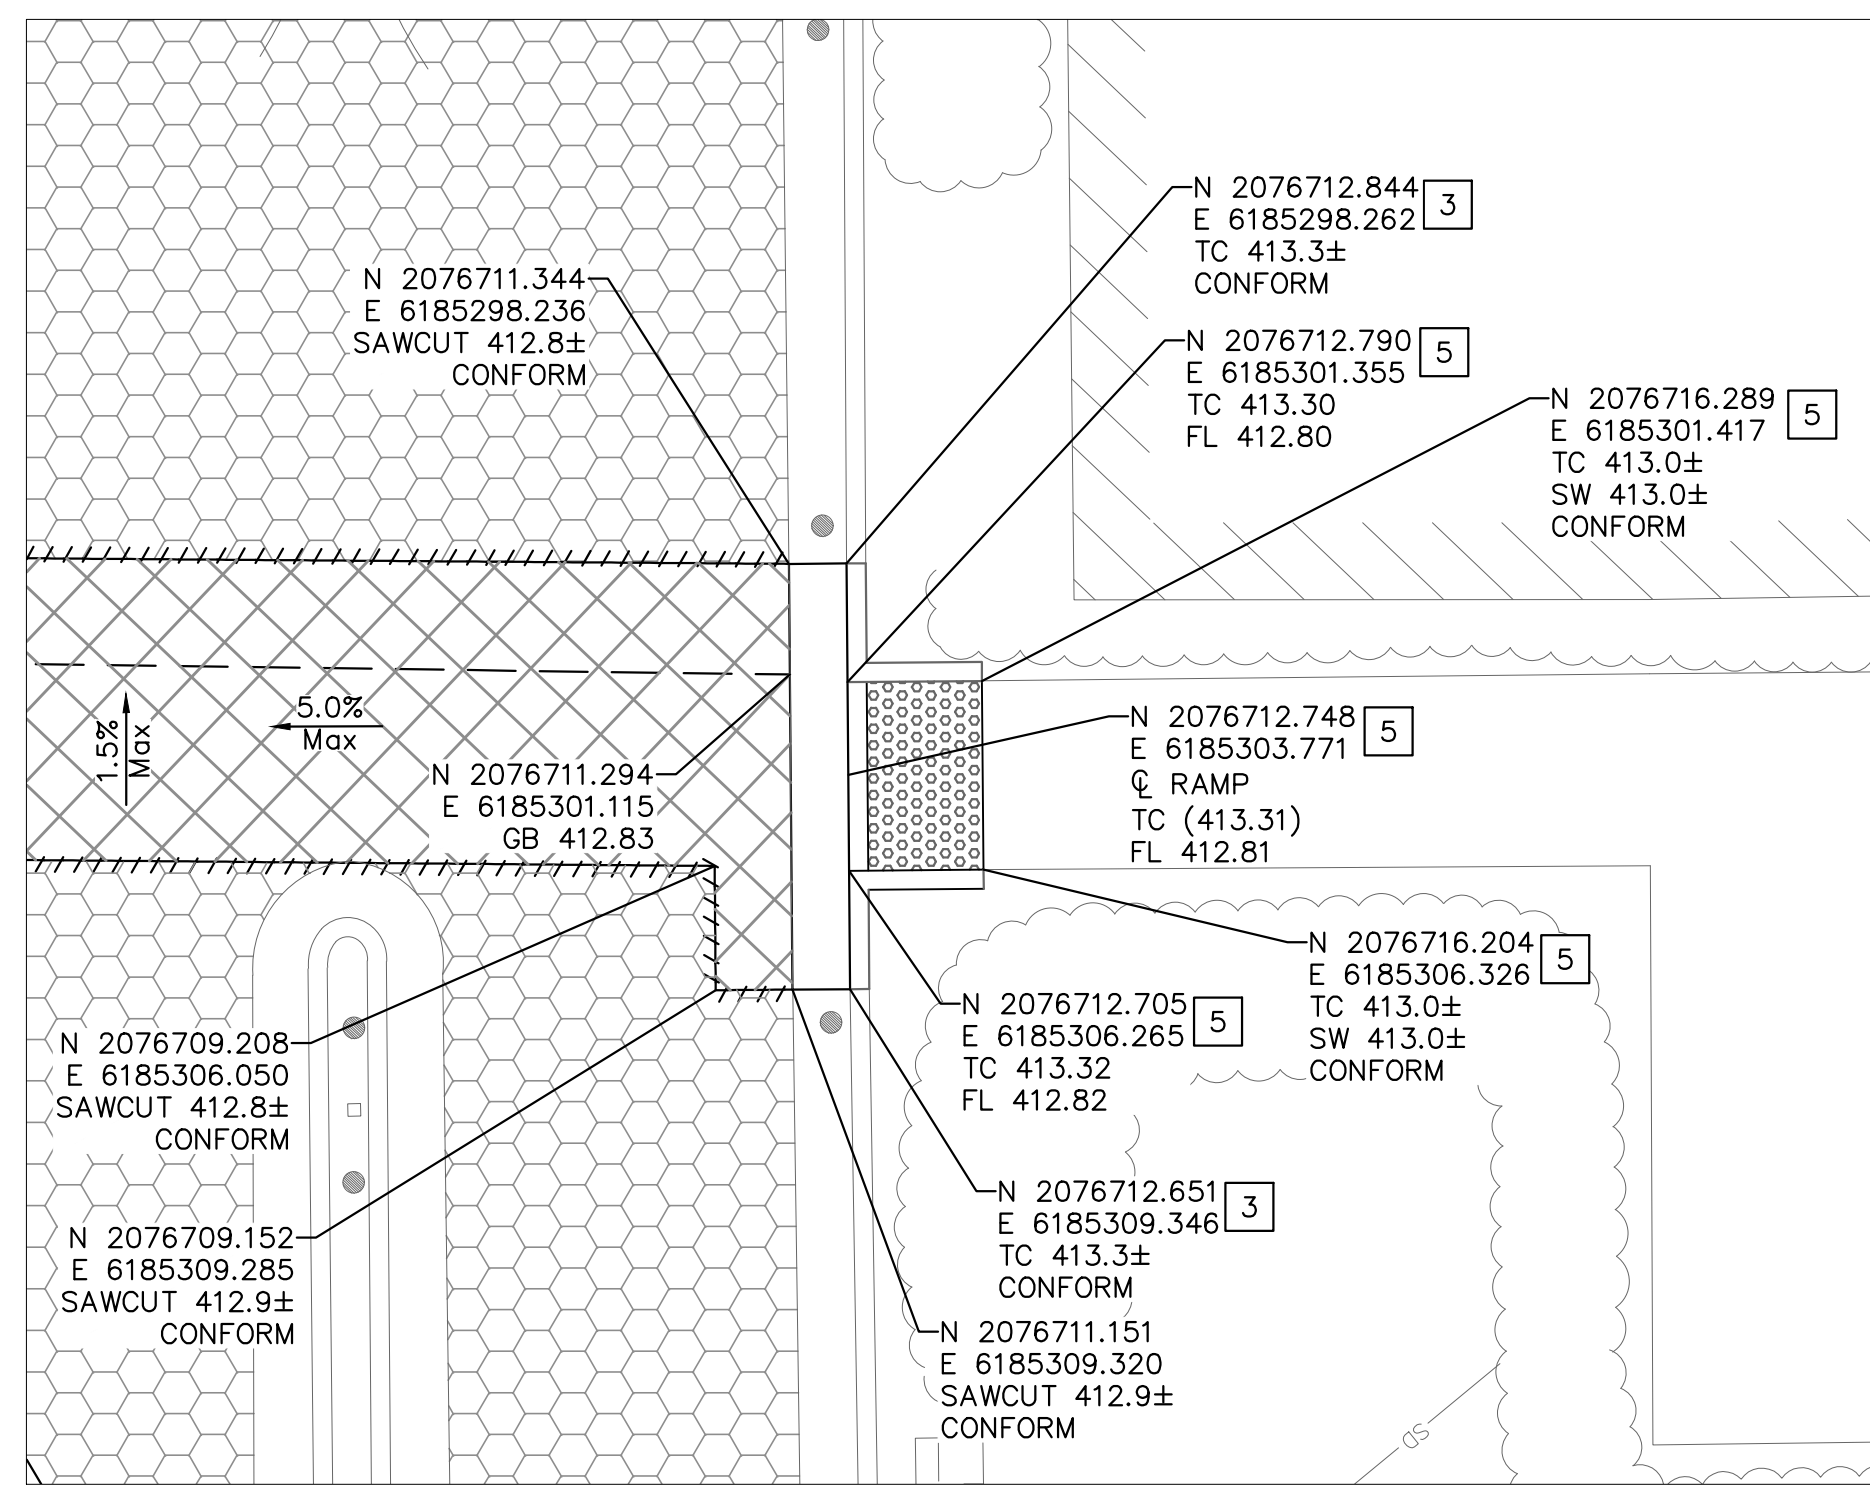 N 2076712.844
E 6185298.262
TC 413.3±
CONFORM
3
N 2076711.344
E 6185298.236
SAWCUT 412.8±
CONFORM
N 2076712.790
E 6185301.355
TC 413.30
FL 412.80
5
N 2076716.289
E 6185301.417
TC 413.0±
SW 413.0±
CONFORM
5
1.5%
Max
5.0%
Max
N 2076711.294
E 6185301.115
GB 412.83
N 2076712.748
E 6185303.771
℄ RAMP
TC (413.31)
FL 412.81
5
N 2076716.204
E 6185306.326
TC 413.0±
SW 413.0±
CONFORM
5
N 2076712.705
E 6185306.265
TC 413.32
FL 412.82
5
N 2076709.208
E 6185306.050
SAWCUT 412.8±
CONFORM
N 2076712.651
E 6185309.346
TC 413.3±
CONFORM
3
N 2076709.152
E 6185309.285
SAWCUT 412.9±
CONFORM
N 2076711.151
E 6185309.320
SAWCUT 412.9±
CONFORM
SD